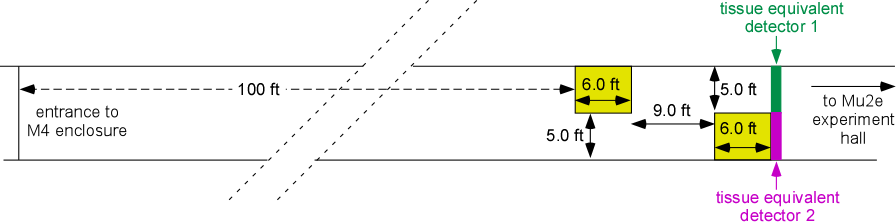 tissue equivalent
detector 1
100 ft
6.0 ft
5.0 ft
9.0 ft
5.0 ft
6.0 ft
entrance to
M4 enclosure
to Mu2e
experiment
hall
tissue equivalent
detector 2